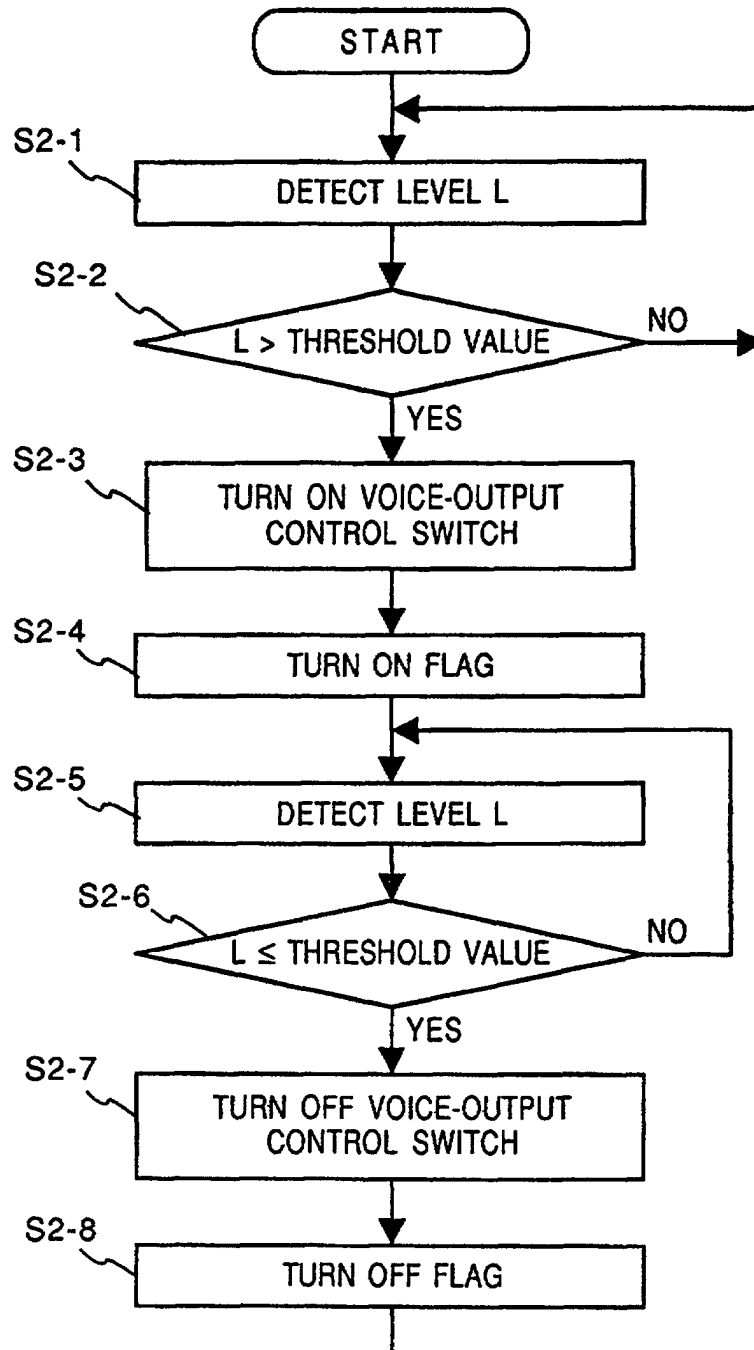 START
S2-1
DETECT LEVEL L
S2-2
L > THRESHOLD VALUE
NO
YES
S2-3
TURN ON VOICE-OUTPUT
CONTROL SWITCH
S2-4
TURN ON FLAG
S2-5
DETECT LEVEL L
S2-6
L ≤ THRESHOLD VALUE
NO
YES
S2-7
TURN OFF VOICE-OUTPUT
CONTROL SWITCH
S2-8
TURN OFF FLAG